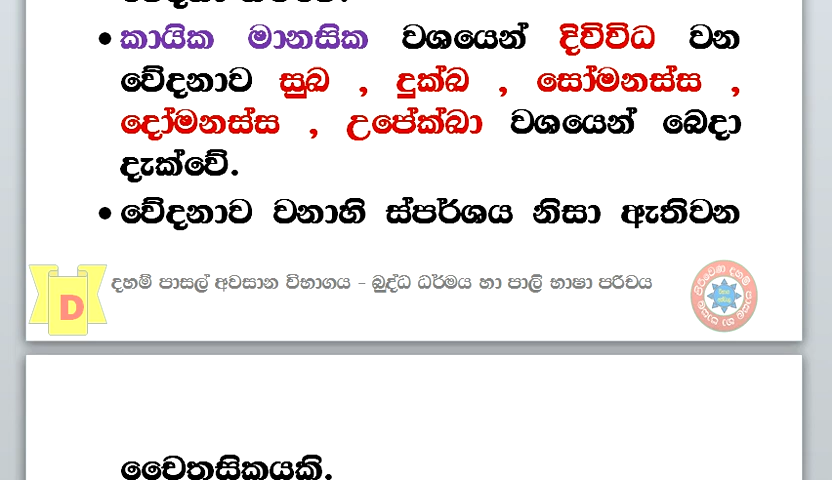 • කායික මානසික වශයෙන් දිවිවිධ වන
වේදනාව සුඛ , දුක්ඛ , සෝමනස්ස ,
දෝමනස්ස , උපේක්ඛා වශයෙන් බෙදා
දැක්වේ.
• වේදනාව වනාහි ස්පර්ශය නිසා ඇතිවන
D
දහම් පාසල් අවසාන විභාගය - බුද්ධ ධර්මය හා පාලි භාෂා පරිචය
චෛතසිකයකි.